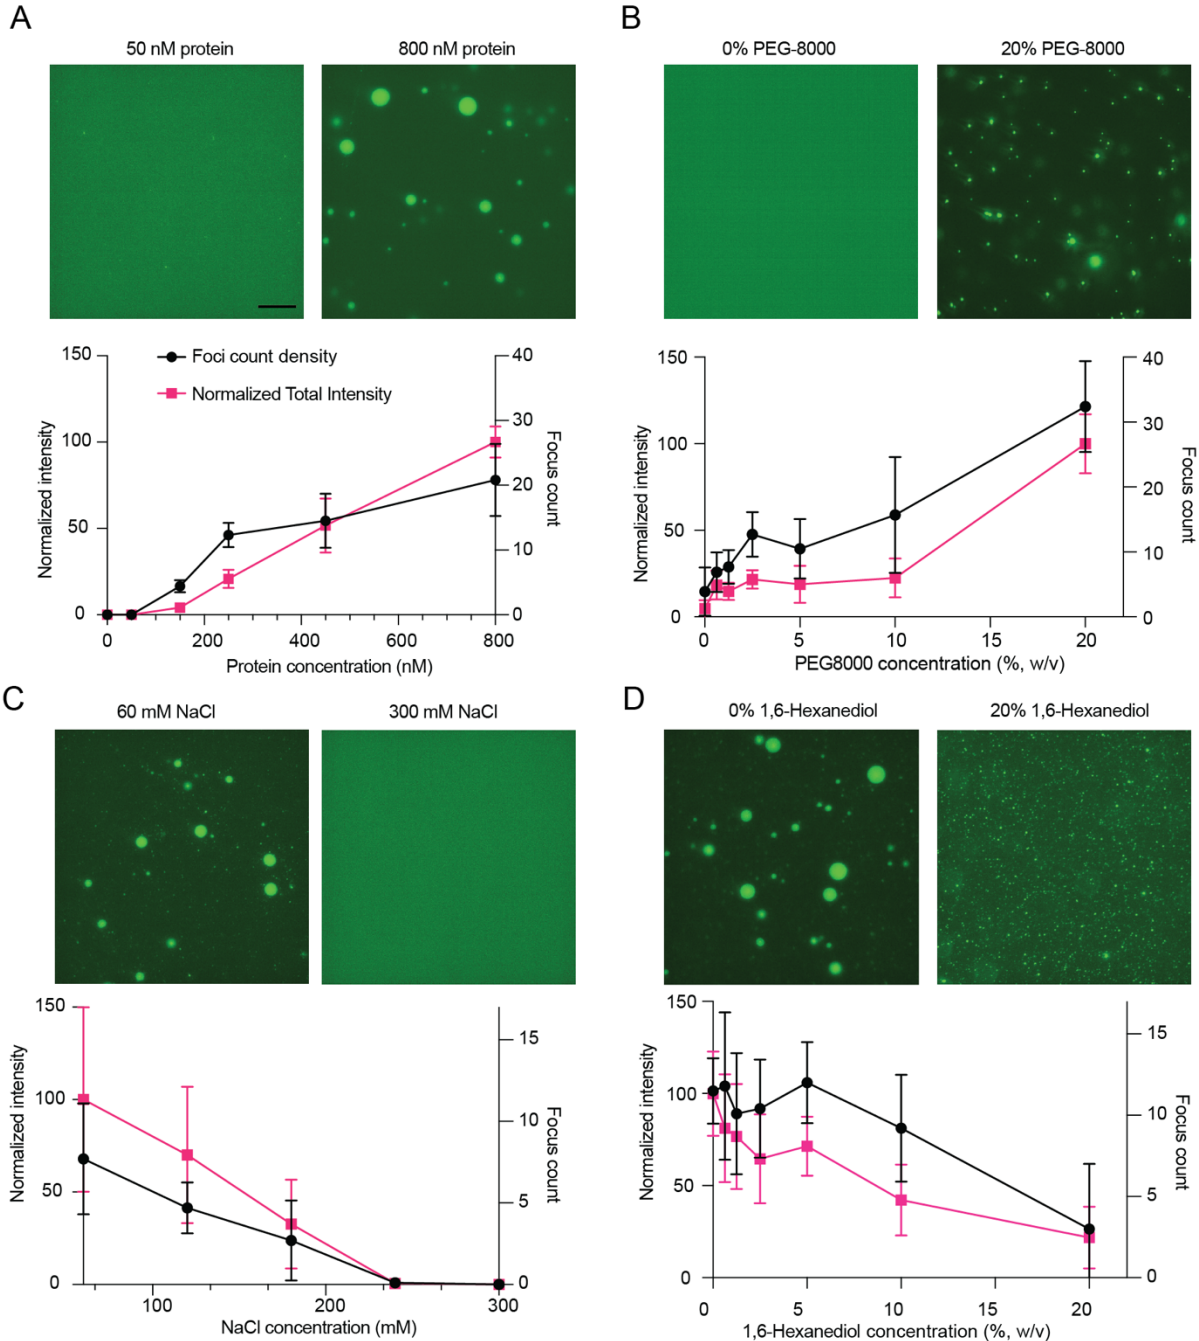 A
50 nM protein 800 nM protein
150
100
50
0
Normalized intensity
Foci count density
Normalized Total Intensity
40
30
20
10
0
Focus count
0 200 400 600 800
Protein concentration (nM)
B
0% PEG-8000 20% PEG-8000
150
100
50
0
Normalized intensity
40
30
20
10
0
Focus count
0 5 10 15 20
PEG8000 concentration (%, w/v)
C
60 mM NaCl 300 mM NaCl
150
100
50
0
Normalized intensity
15
10
5
0
Focus count
100 200 300
NaCl concentration (mM)
D
0% 1,6-Hexanediol 20% 1,6-Hexanediol
150
100
50
0
Normalized intensity
15
10
5
0
Focus count
0 5 10 15 20
1,6-Hexanediol concentration (%, w/v)